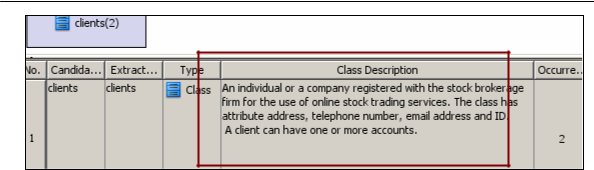 clients(2)
No. Candida... Extract... Type Class Description Occurre...
clients clients Class An individual or a company registered with the stock brokerage
firm for the use of online stock trading services. The class has
attribute address, telephone number, email address and ID.
A client can have one or more accounts.
1 2